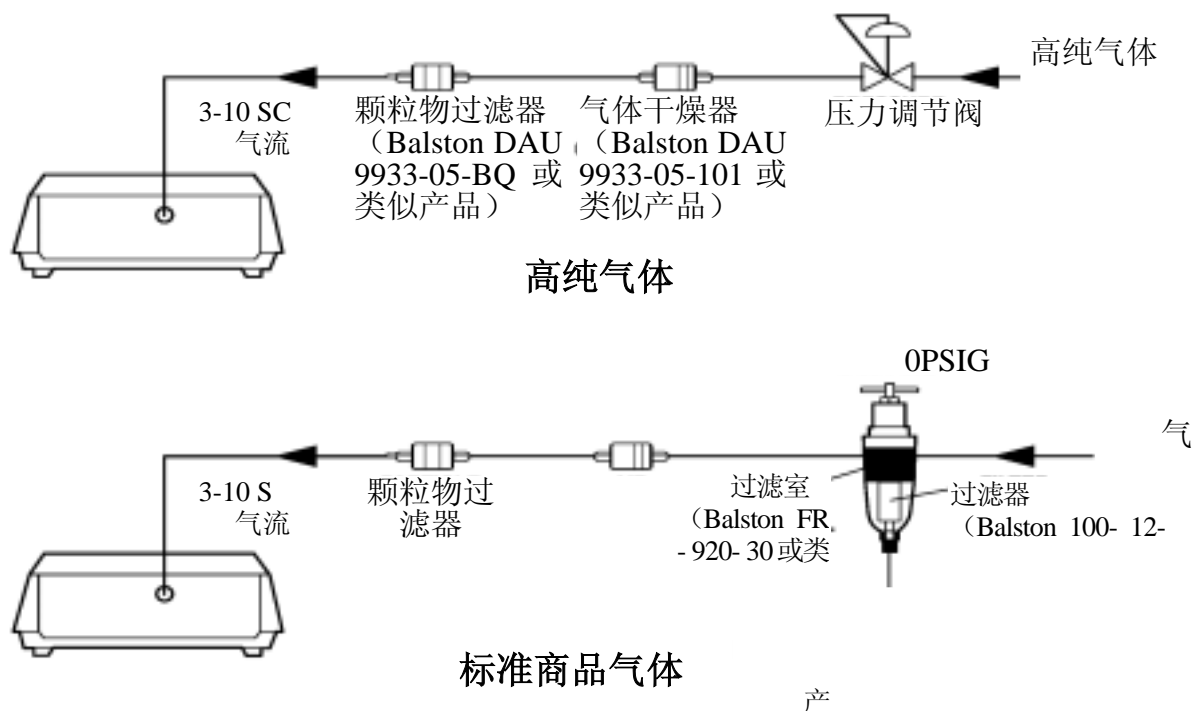 高纯气体
3-10 SC
气流
颗粒物过滤器
（Balston DAU
9933-05-BQ 或
类似产品）
气体干燥器
（Balston DAU
9933-05-101 或
类似产品）
压力调节阀
高纯气体
0PSIG
气
3-10 S
气流
颗粒物过
滤器
过滤室
（Balston FR
- 920- 30或类
过滤器
（Balston 100- 12-
标准商品气体
产